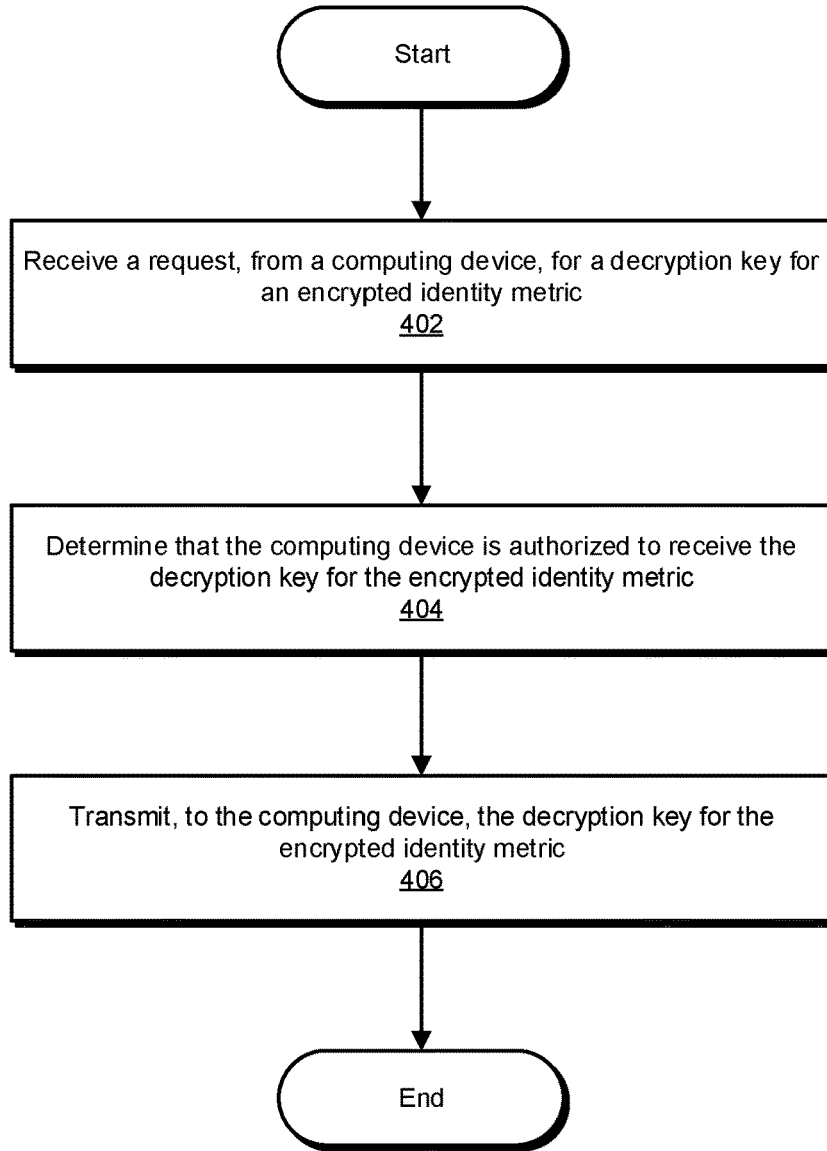 Start
Receive a request, from a computing device, for a decryption key for
an encrypted identity metric
402
Determine that the computing device is authorized to receive the
decryption key for the encrypted identity metric
404
Transmit, to the computing device, the decryption key for the
encrypted identity metric
406
End